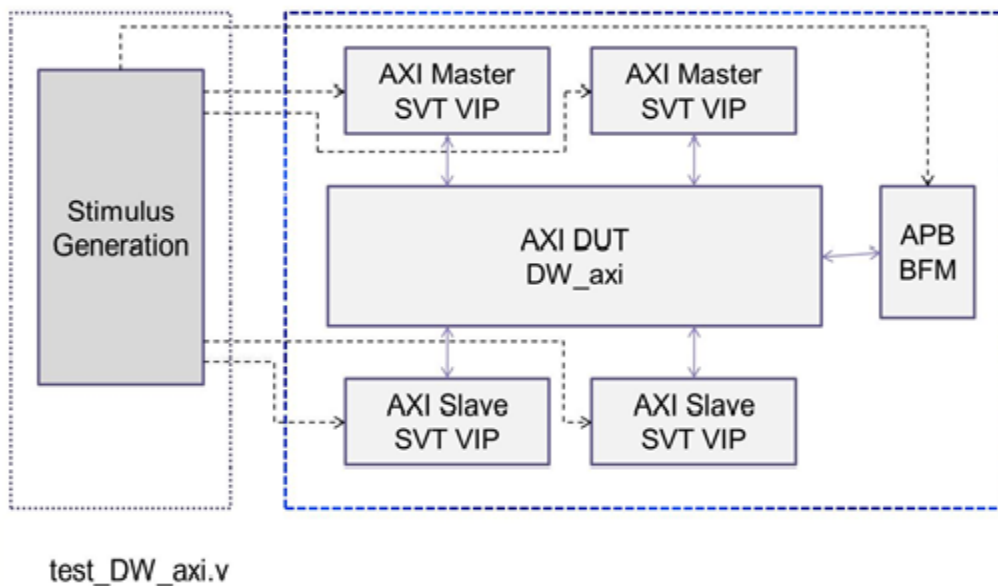 AXI Master
SVT VIP
AXI Master
SVT VIP
Stimulus
Generation
AXI DUT
DW_axi
APB
BFM
AXI Slave
SVT VIP
AXI Slave
SVT VIP
test_DW_axi.v